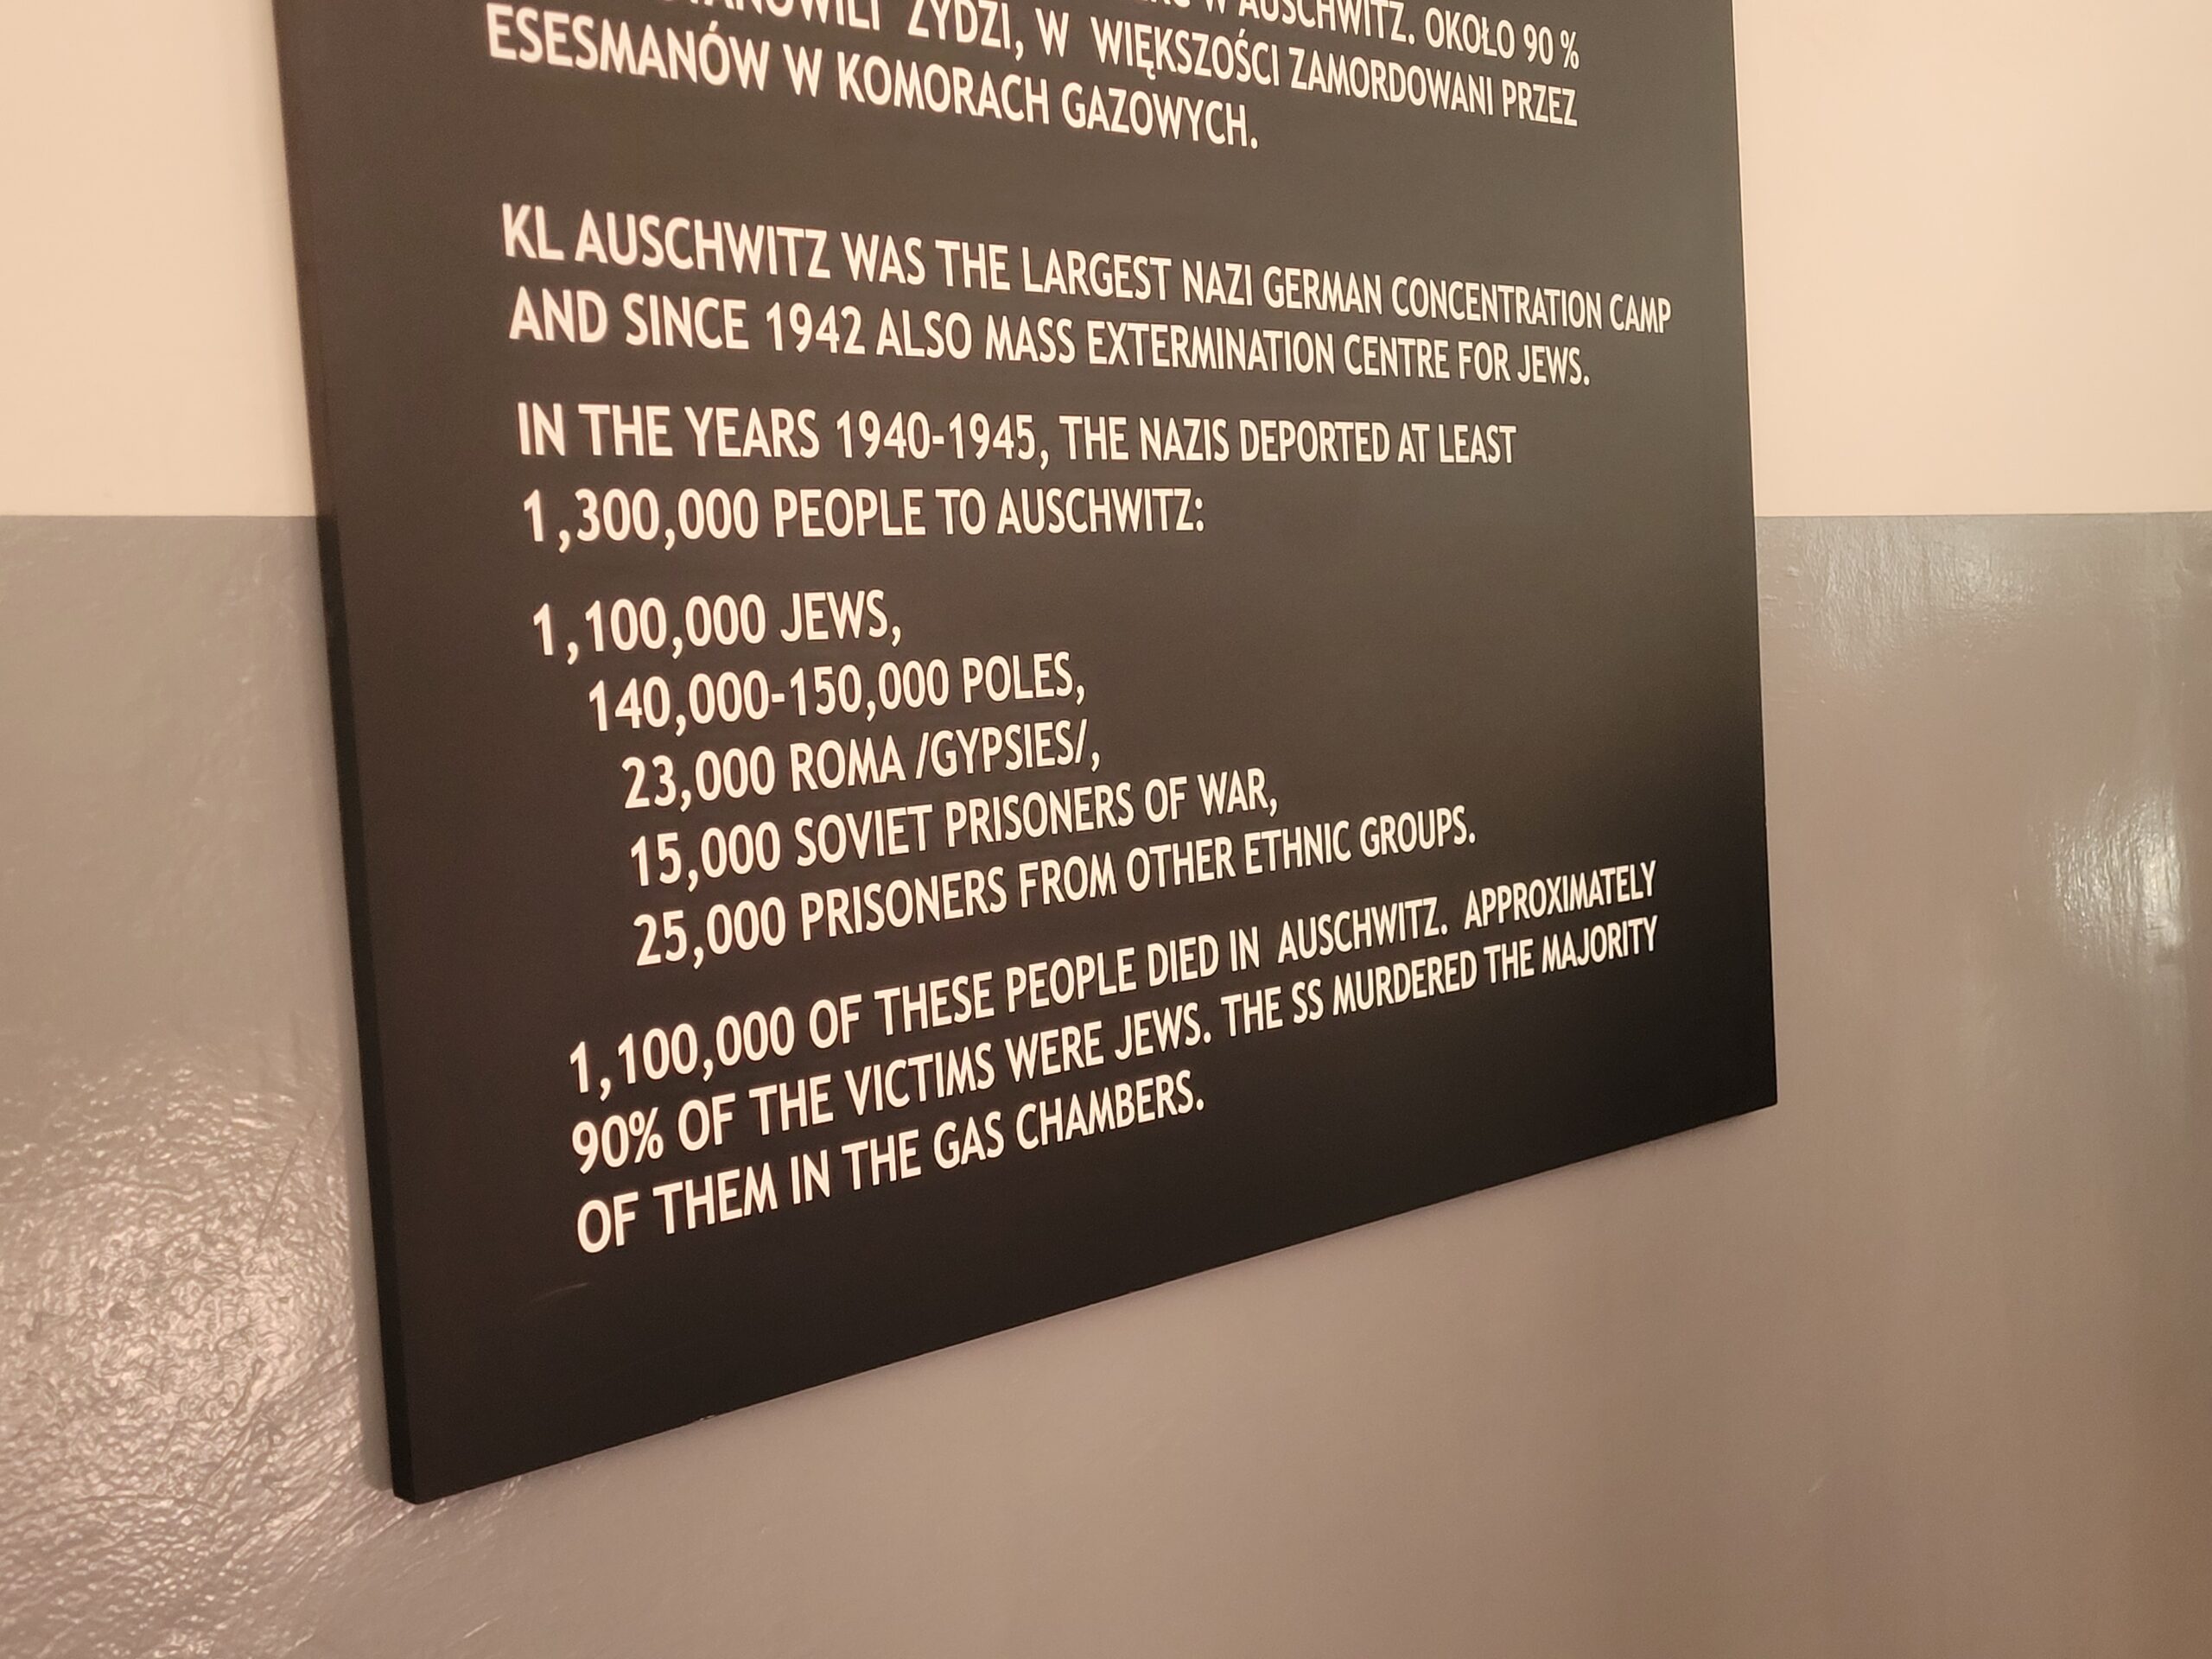 W AUSCHWITZ. OKOŁO 90 %
ŻYDZI, W WIĘKSZOŚCI ZAMORDOWANI PRZEZ
ESESMANÓW W KOMORACH GAZOWYCH.
KL AUSCHWITZ WAS THE LARGEST NAZI GERMAN CONCENTRATION CAMP
AND SINCE 1942 ALSO MASS EXTERMINATION CENTRE FOR JEWS.
IN THE YEARS 1940-1945, THE NAZIS DEPORTED AT LEAST
1,300,000 PEOPLE TO AUSCHWITZ:
1,100,000 JEWS,
140,000-150,000 POLES,
23,000 ROMA /GYPSIES/,
15,000 SOVIET PRISONERS OF WAR,
25,000 PRISONERS FROM OTHER ETHNIC GROUPS.
1,100,000 OF THESE PEOPLE DIED IN AUSCHWITZ. APPROXIMATELY
90% OF THE VICTIMS WERE JEWS. THE SS MURDERED THE MAJORITY
OF THEM IN THE GAS CHAMBERS.